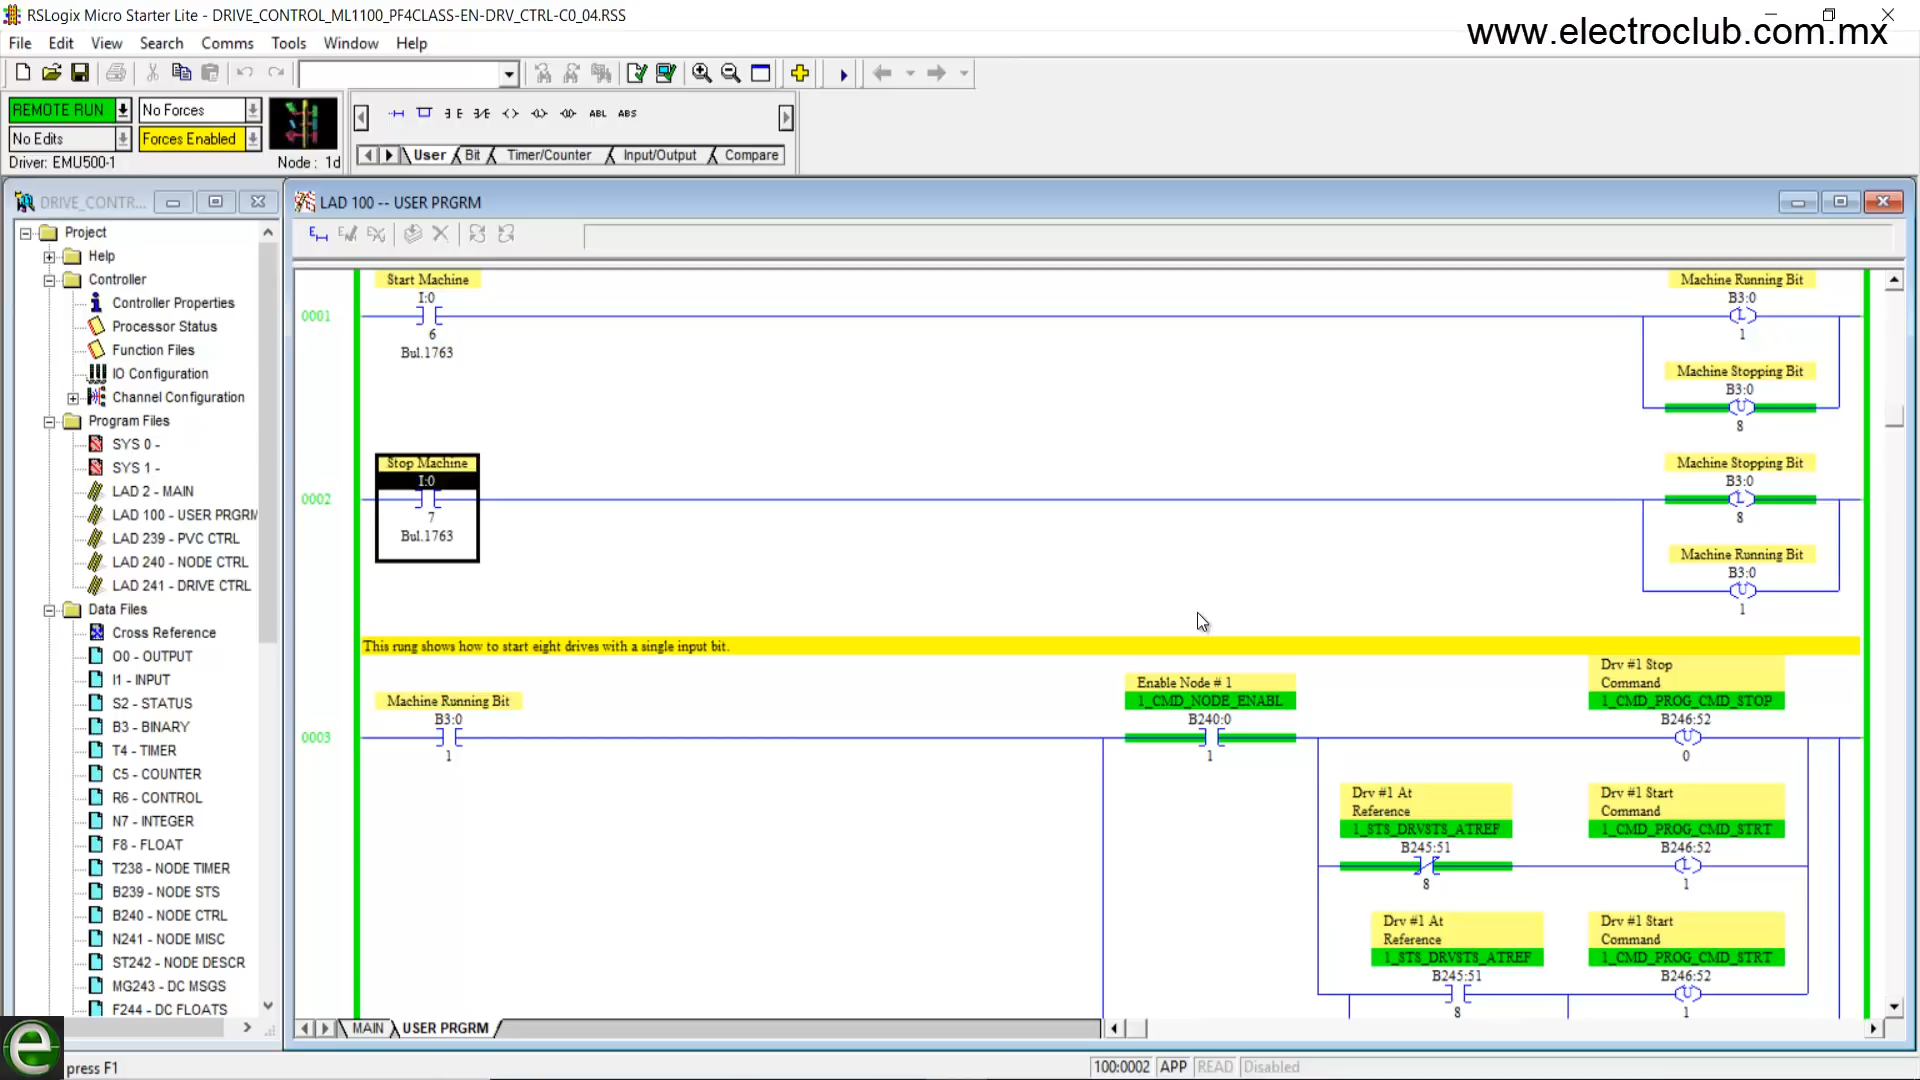 RSLogix Micro Starter Lite - DRIVE_CONTROL_ML1100_PF4CLASS-EN-DRV_CTRL-C0_04.RSS
www.electroclub.com.mx
File Edit View Search Comms Tools Window Help
REMOTE RUN No Forces
No Edits Forces Enabled
Driver: EMU500-1 Node : 1d
ABL ABS
User Bit Timer/Counter Input/Output Compare
DRIVE_CONTR...
LAD 100 -- USER PRGRM
Project
Help
Controller
Controller Properties
Processor Status
Function Files
IO Configuration
Channel Configuration
Program Files
SYS 0 -
SYS 1 -
LAD 2 - MAIN
LAD 100 - USER PRGRM
LAD 239 - PVC CTRL
LAD 240 - NODE CTRL
LAD 241 - DRIVE CTRL
Data Files
Cross Reference
O0 - OUTPUT
I1 - INPUT
S2 - STATUS
B3 - BINARY
T4 - TIMER
C5 - COUNTER
R6 - CONTROL
N7 - INTEGER
F8 - FLOAT
T238 - NODE TIMER
B239 - NODE STS
B240 - NODE CTRL
N241 - NODE MISC
ST242 - NODE DESCR
MG243 - DC MSGS
F244 - DC FLOATS
Start Machine
I:0
0001
6
Bul.1763
Machine Running Bit
B3:0
L
1
Machine Stopping Bit
B3:0
U
8
Stop Machine
I:0
0002
7
Bul.1763
Machine Stopping Bit
B3:0
L
8
Machine Running Bit
B3:0
U
1
This rung shows how to start eight drives with a single input bit.
Machine Running Bit
B3:0
0003
1
Enable Node # 1
1_CMD_NODE_ENABL
B240:0
1
Drv #1 Stop
Command
1_CMD_PROG_CMD_STOP
B246:52
U
0
Drv #1 At
Reference
1_STS_DRVSTS_ATREF
B245:51
8
Drv #1 Start
Command
1_CMD_PROG_CMD_STRT
B246:52
L
1
Drv #1 At
Reference
1_STS_DRVSTS_ATREF
B245:51
8
Drv #1 Start
Command
1_CMD_PROG_CMD_STRT
B246:52
U
1
MAIN USER PRGRM
e
press F1
100:0002 APP READ Disabled